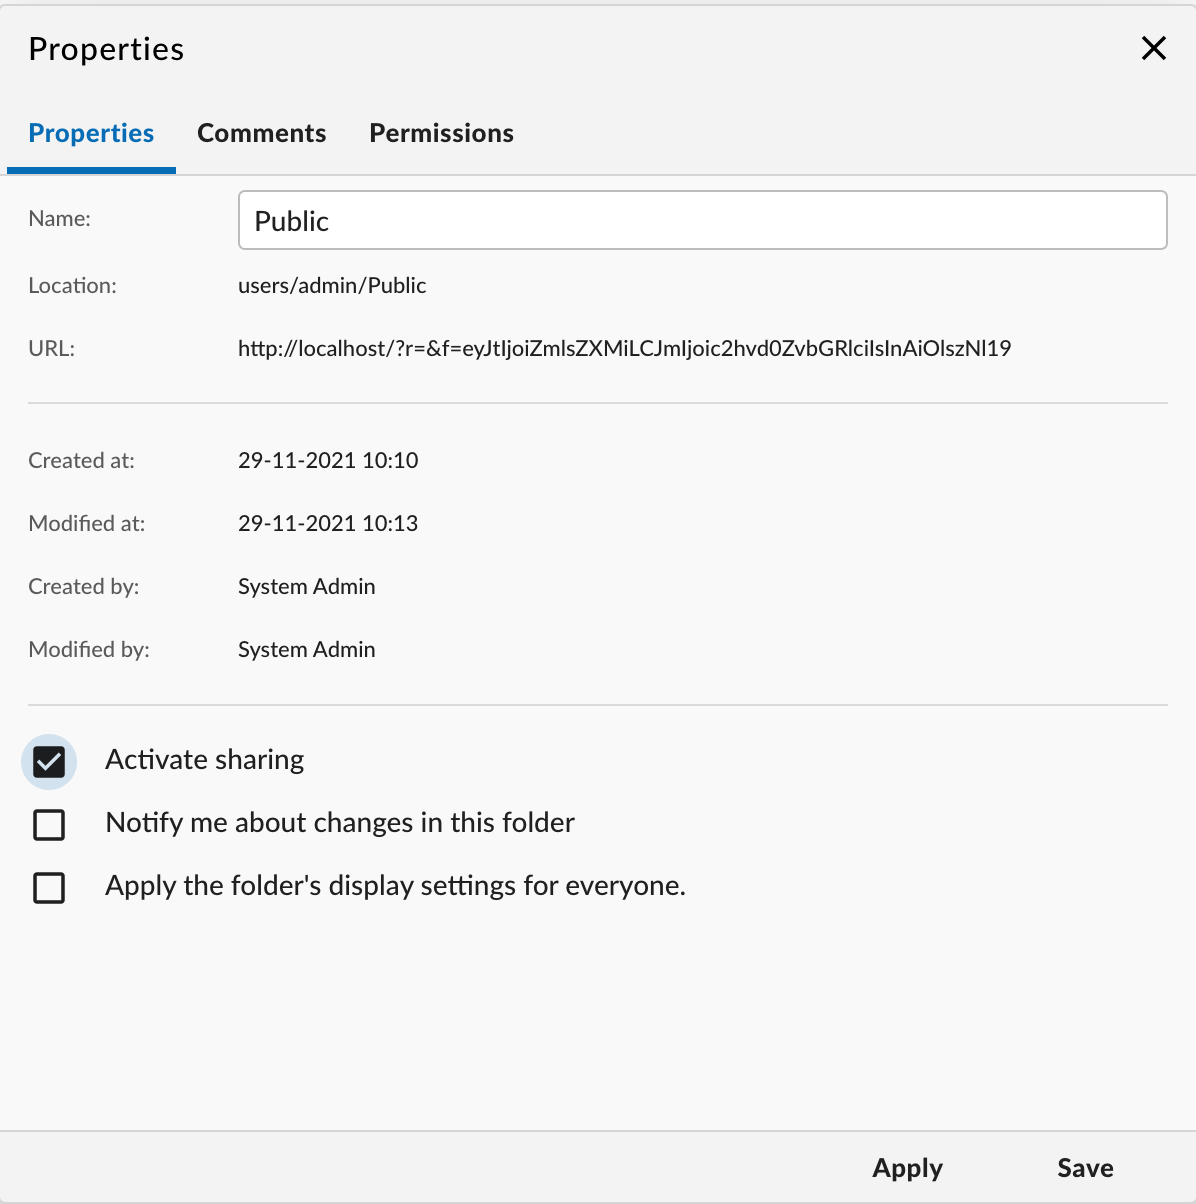 Properties
Properties Comments Permissions
Name: Public
Location: users/admin/Public
URL: http://localhost/?r=&f=eyJtIjoiZmlsZXMiLCJmIjoic2hvd0ZvbGRlciIsInAiOlszNl19
Created at: 29-11-2021 10:10
Modified at: 29-11-2021 10:13
Created by: System Admin
Modified by: System Admin
Activate sharing
Notify me about changes in this folder
Apply the folder's display settings for everyone.
Apply Save